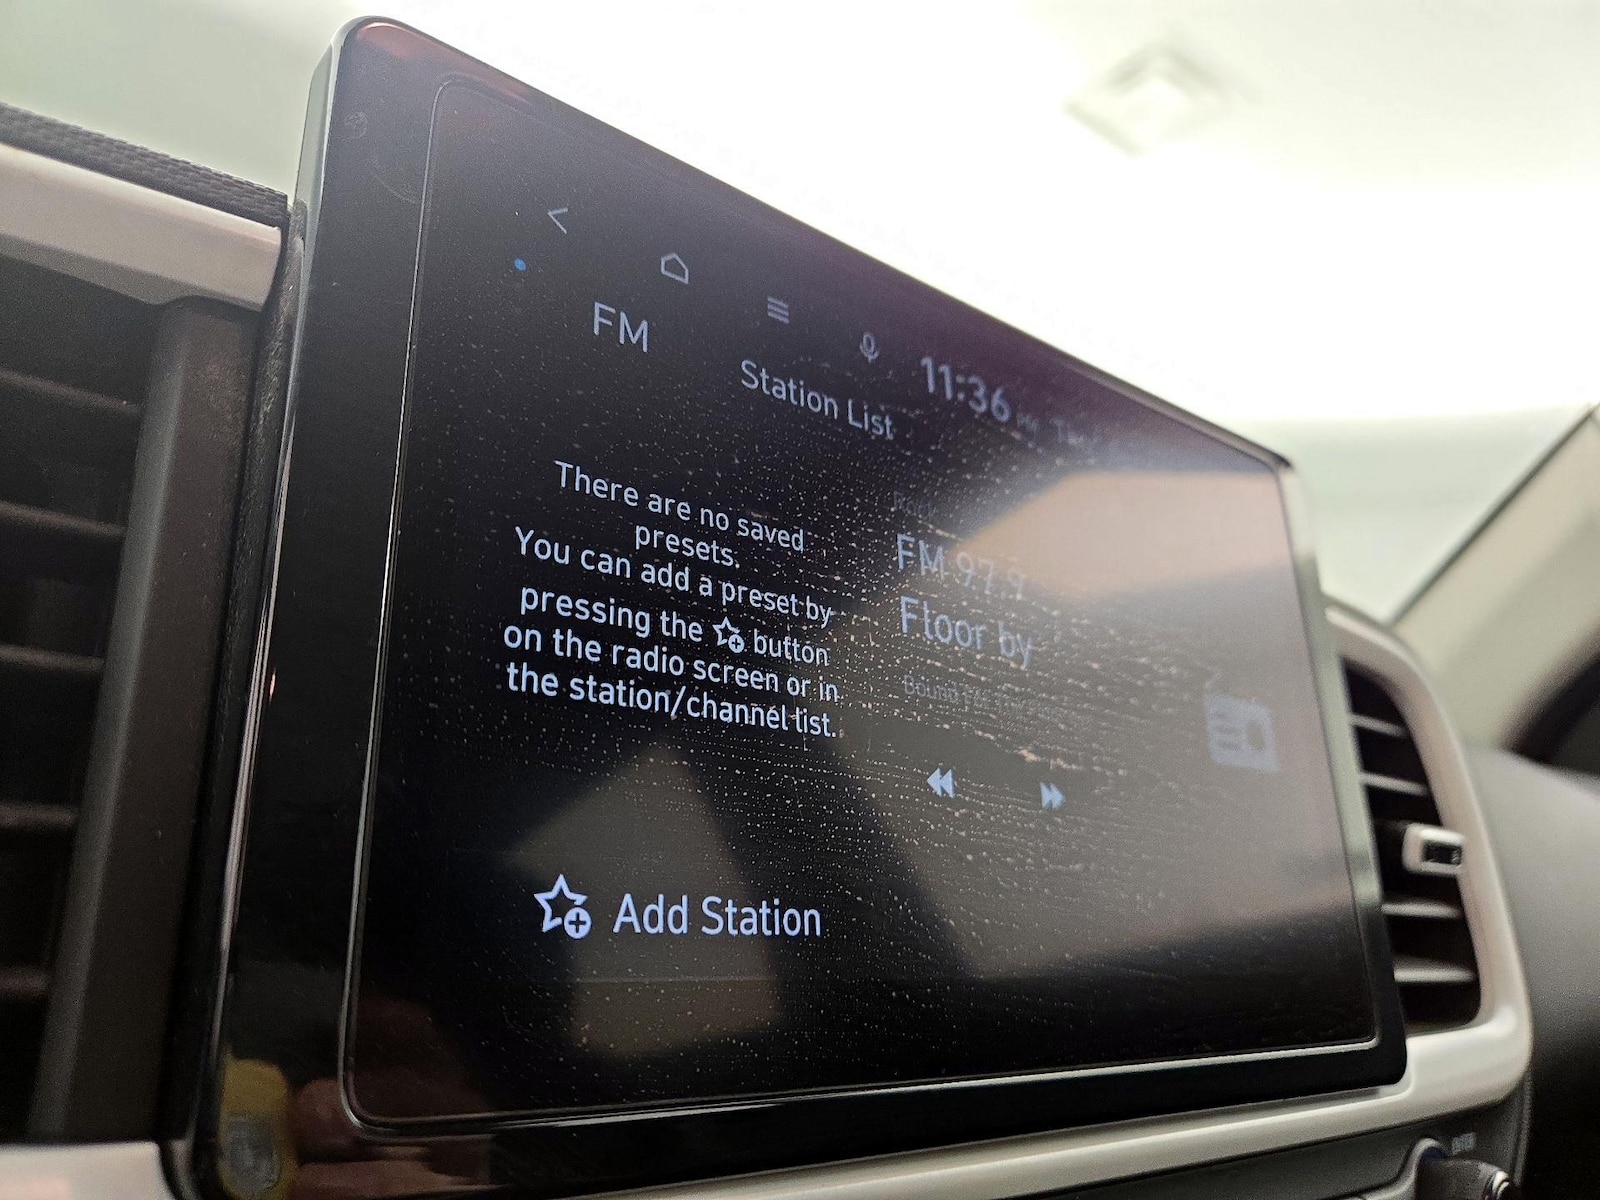 11:36
FM
Station List
There are no saved
presets.
You can add a preset by
pressing the button
on the radio screen or in
the station/channel list.
Rock
FM 97.9
Floor by
Add Station